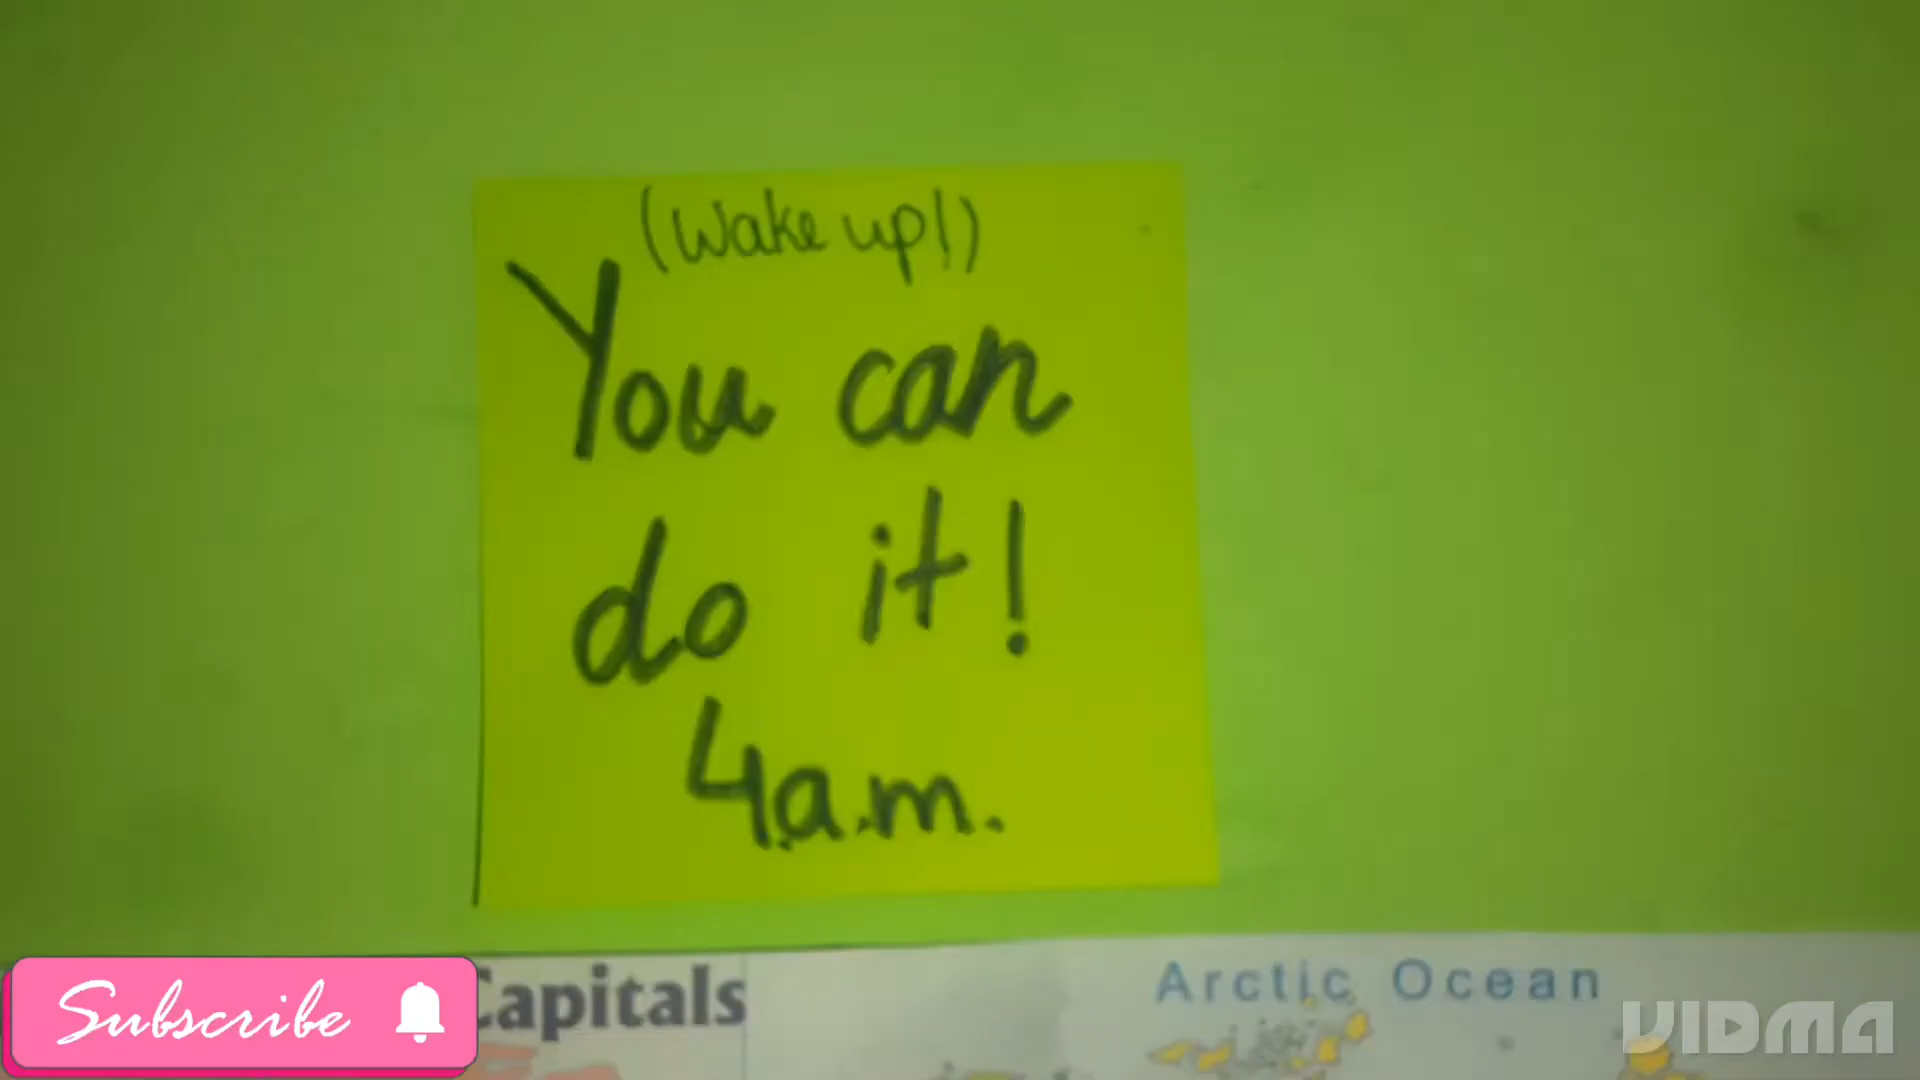 (Wake up!)
You can
do it!
4a.m.
Capitals
Arctic Ocean
Subscribe
VIDMA